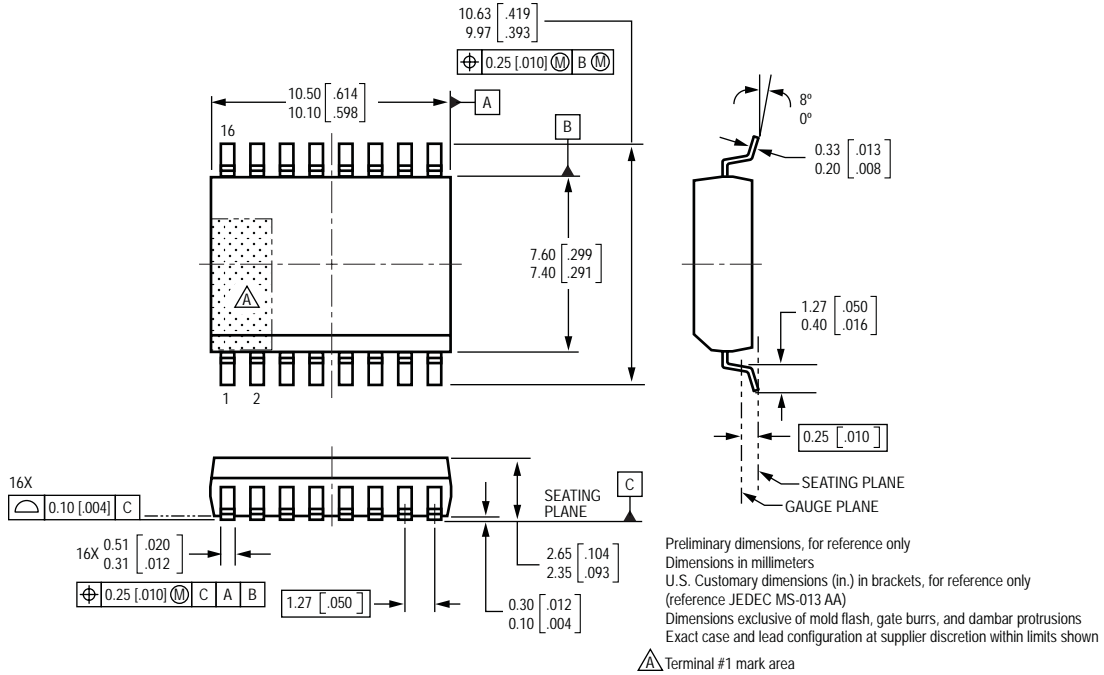 10.63 [.419]
9.97 [.393]
⌖ 0.25 [.010] Ⓜ B Ⓜ
10.50 [.614]
10.10 [.598]
A
B
16
8º
0º
0.33 [.013]
0.20 [.008]
7.60 [.299]
7.40 [.291]
A
1.27 [.050]
0.40 [.016]
1 2
0.25 [.010]
SEATING PLANE
GAUGE PLANE
16X
⌓ 0.10 [.004] C
SEATING
PLANE
C
16X 0.51 [.020]
0.31 [.012]
⌖ 0.25 [.010] Ⓜ C A B
1.27 [.050]
2.65 [.104]
2.35 [.093]
0.30 [.012]
0.10 [.004]
Preliminary dimensions, for reference only
Dimensions in millimeters
U.S. Customary dimensions (in.) in brackets, for reference only
(reference JEDEC MS-013 AA)
Dimensions exclusive of mold flash, gate burrs, and dambar protrusions
Exact case and lead configuration at supplier discretion within limits shown
A Terminal #1 mark area